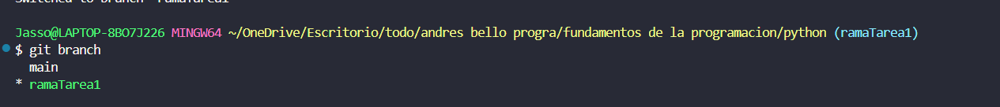 Switched to branch 'ramaTarea1'
Jasso@LAPTOP-8BO7J226 MINGW64 ~/OneDrive/Escritorio/todo/andres bello progra/fundamentos de la programacion/python (ramaTarea1)
$ git branch
main
* ramaTarea1